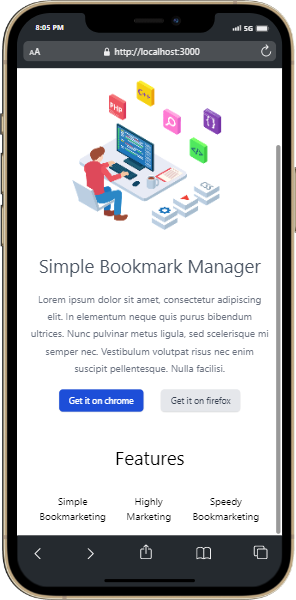 8:05 PM
5G
AA
http://localhost:3000
PHP
C++
{ }
</>
Simple Bookmark Manager
Lorem ipsum dolor sit amet, consectetur adipiscing
elit. In elementum neque quis purus bibendum
ultrices. Nunc pulvinar metus ligula, sed scelerisque mi
semper nec. Vestibulum volutpat risus nec enim
suscipit pellentesque. Nulla facilisi.
Get it on chrome
Get it on firefox
Features
Simple
Bookmarketing
Highly
Marketing
Speedy
Bookmarketing